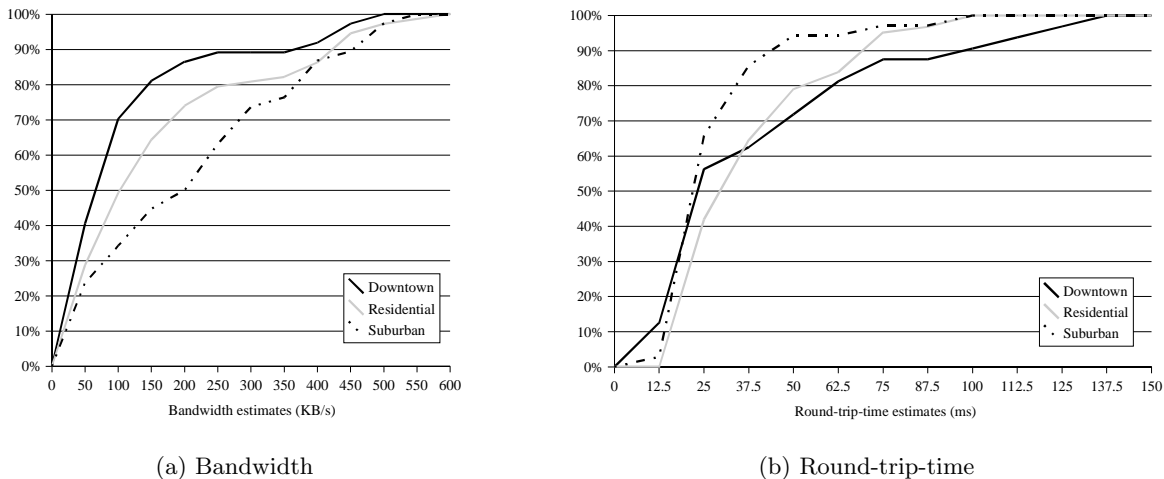 100%
90%
80%
70%
60%
50%
40%
30%
20%
10%
0%
0 50 100 150 200 250 300 350 400 450 500 550 600
Bandwidth estimates (KB/s)
Downtown
Residential
Suburban
(a) Bandwidth
100%
90%
80%
70%
60%
50%
40%
30%
20%
10%
0%
0 12.5 25 37.5 50 62.5 75 87.5 100 112.5 125 137.5 150
Round-trip-time estimates (ms)
Downtown
Residential
Suburban
(b) Round-trip-time